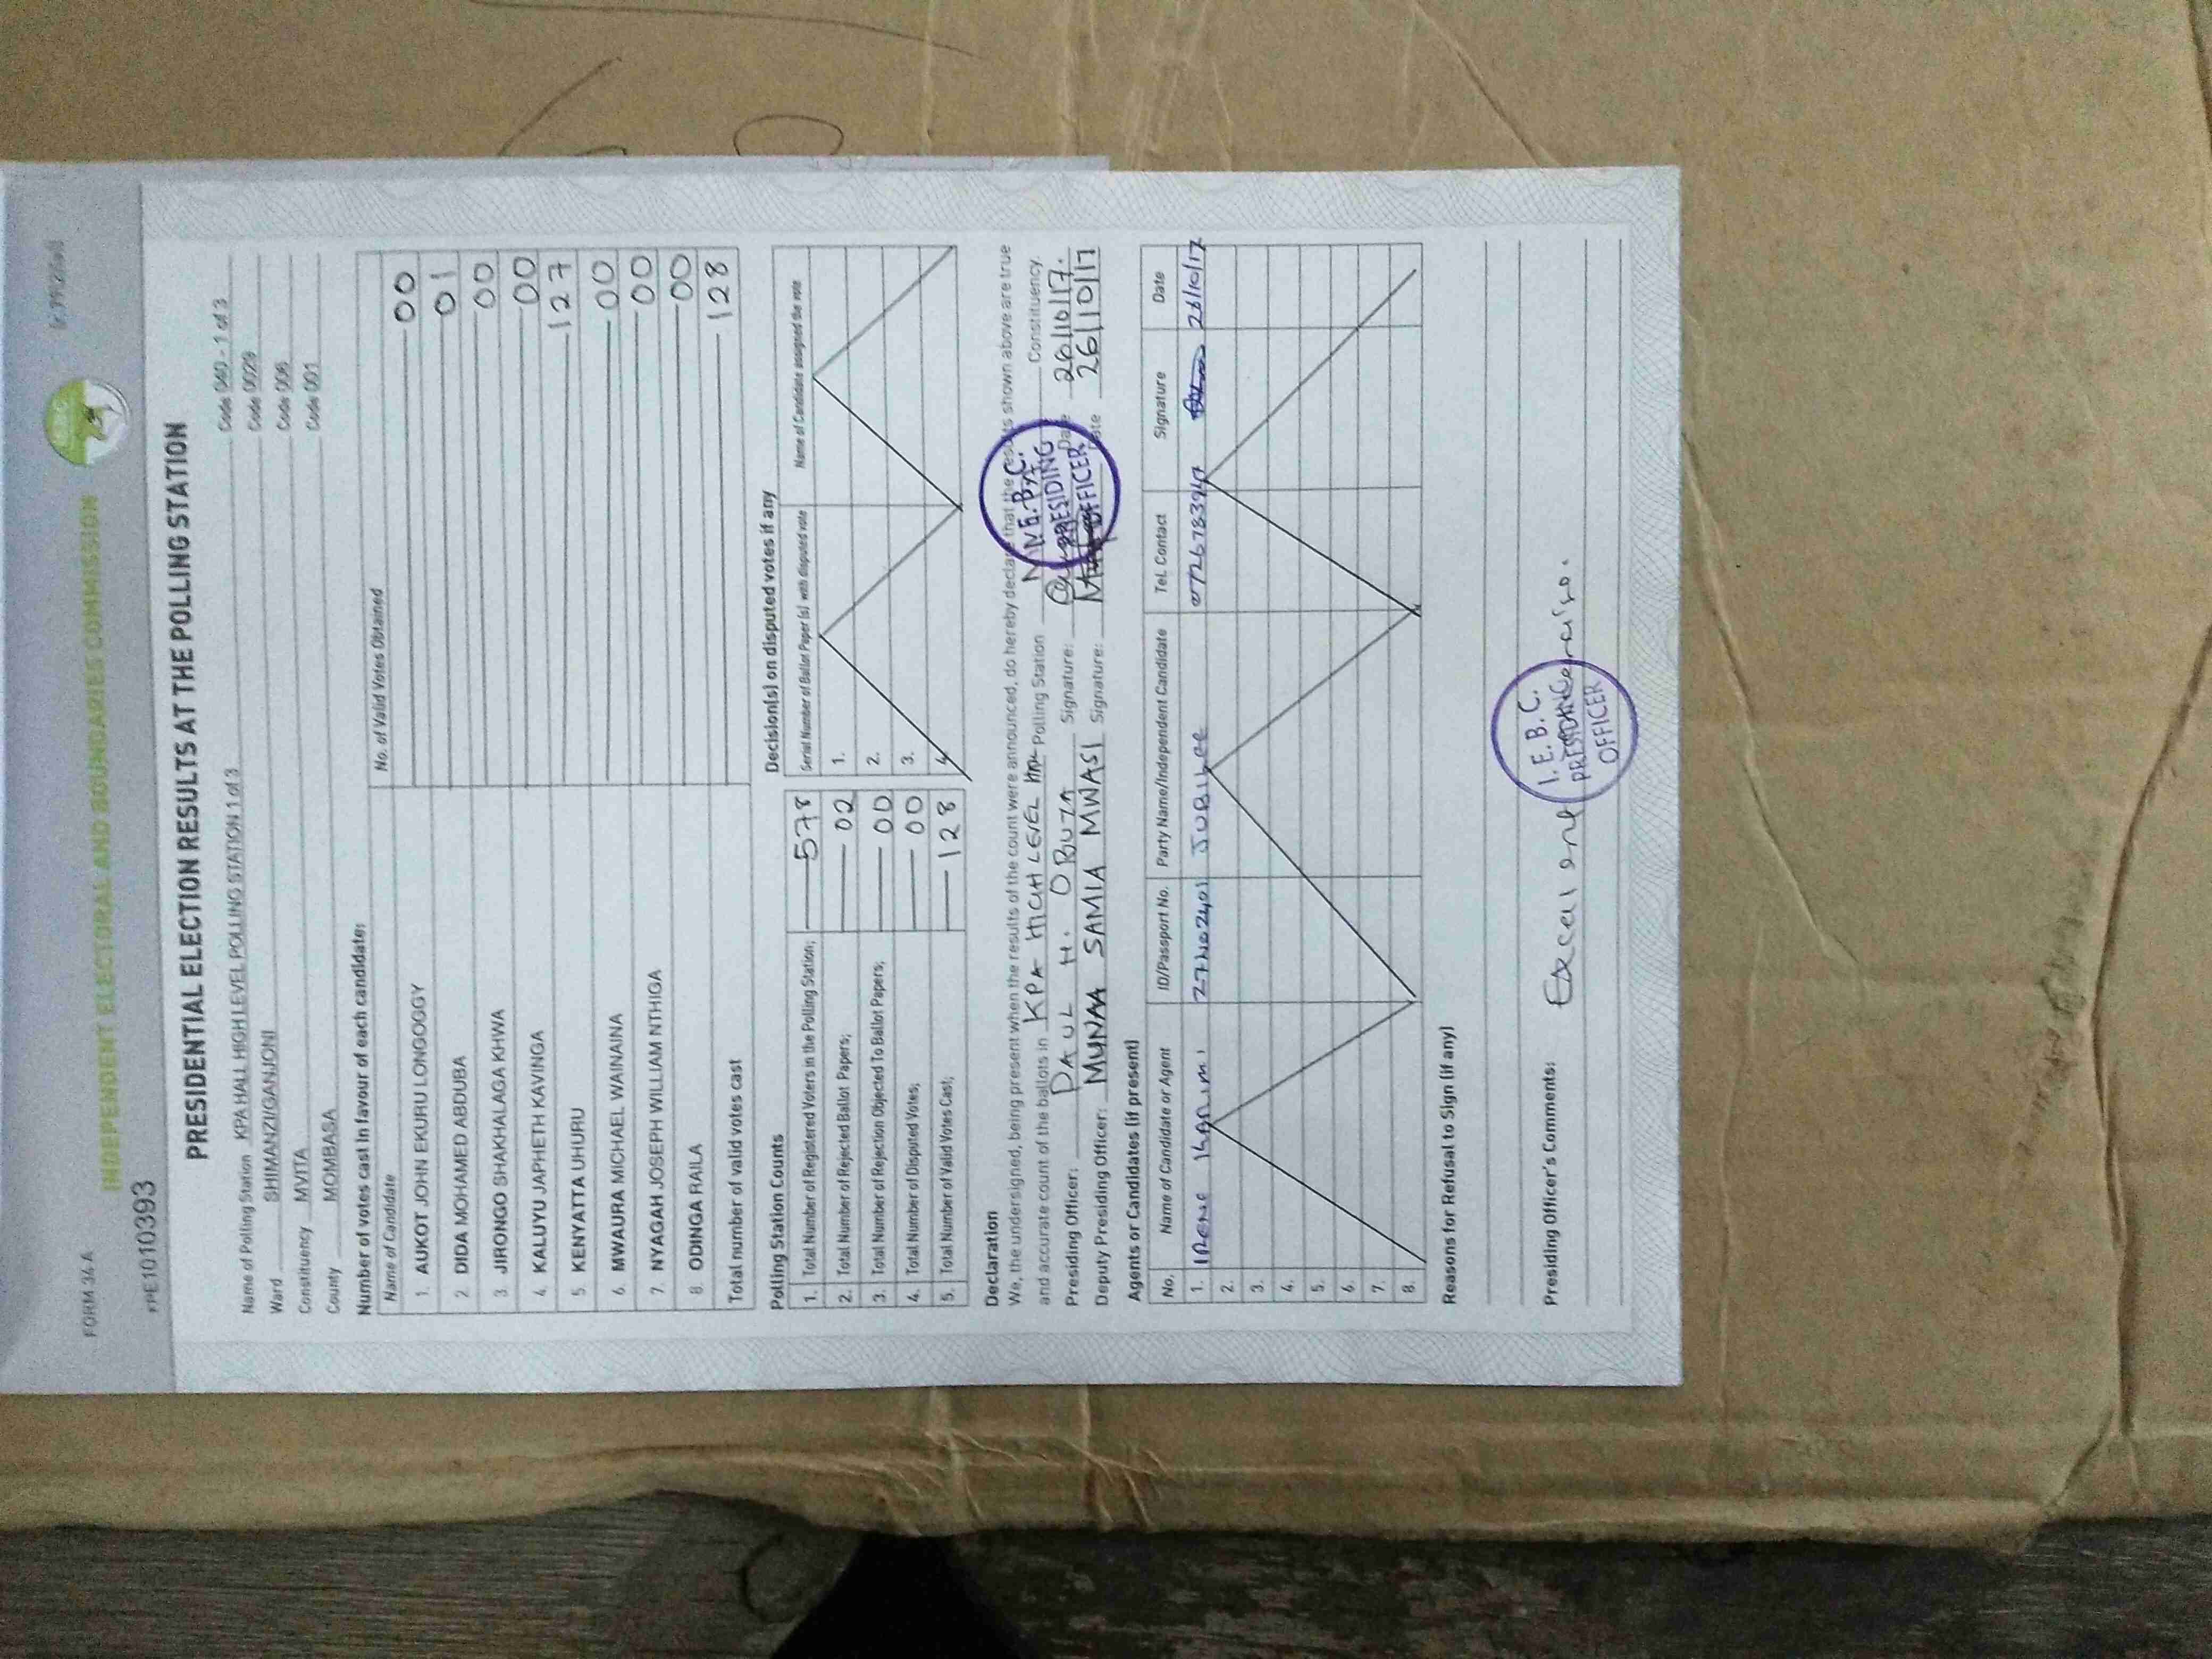 FORM 34 A
INDEPENDENT ELECTORAL AND BOUNDARIES COMMISSION
PE1010393
PRESIDENTIAL ELECTION RESULTS AT THE POLLING STATION
Name of Polling Station KPA HALL HIGH LEVEL POLLING STATION 1 of 3 Code 040 - 1 of 3
Ward SHIMANZI/GANJONI Code 0029
Constituency MVITA Code 006
County MOMBASA Code 001
Number of votes cast in favour of each candidate:
Name of Candidate No. of Valid Votes Obtained
1. AUKOT JOHN EKURU LONGOGGY 00
2. DIDA MOHAMED ABDUBA 01
3. JIRONGO SHAKHALAGA KHWA 00
4. KALUYU JAPHETH KAVINGA 00
5. KENYATTA UHURU 127
6. MWAURA MICHAEL WAINAINA 00
7. NYAGAH JOSEPH WILLIAM NTHIGA 00
8. ODINGA RAILA 00
Total number of valid votes cast 128
Polling Station Counts
1. Total Number of Registered Voters in the Polling Station; 578
2. Total Number of Rejected Ballot Papers; 02
3. Total Number of Rejection Objected To Ballot Papers; 00
4. Total Number of Disputed Votes; 00
5. Total Number of Valid Votes Cast; 128
Decision(s) on disputed votes if any
Serial Number of Ballot Paper (s) with disputed vote Name of Candidate assigned the vote
1.
2.
3.
4.
Declaration
We, the undersigned, being present when the results of the count were announced, do hereby declare that the results shown above are true
and accurate count of the ballots in KPA HIGH LEVEL Polling Station Constituency.
Presiding Officer: PAUL H. OBUZA Signature: Date 26/10/17.
Deputy Presiding Officer: MUNAA SAMIA MWASI Signature: Date 26/10/17
I.E.B.C.
PRESIDING
OFFICER
Agents or Candidates (if present)
No. Name of Candidate or Agent ID/Passport No. Party Name/Independent Candidate Tel. Contact Signature Date
1. IRENE JUBILEE 26/10/17
2.
3.
4.
5.
6.
7.
8.
Reasons for Refusal to Sign (if any)
Presiding Officer's Comments: Excellent
I.E.B.C.
PRESIDING
OFFICER